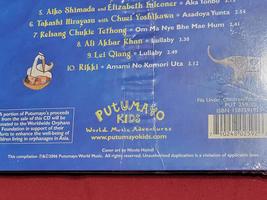 5. Aiko Shimada and Elizabeth Falconer • Aka Tonbo
6. Takashi Hirayasu with Chuei Yoshikawa • Asadoya Yunta
7. Kelsang Chukie Tethong • Om Ma Nye Bhe Mae Hum
8. Ali Akbar Khan • Lullaby
9. Lei Qiang • Lullaby
10. Rikki • Amami No Komori Uta
A portion of Putumayo's proceeds
from the sale of this CD will be
donated to the Worldwide Orphans
Foundation in support of their
efforts to enhance the well-being of
children living in orphanages in Asia.
PUTUMAYO
KIDS
World Music Adventures
www.putumayokids.com
Cover art by Nicola Heindl
This compilation ℗©2006 Putumayo World Music. All rights reserved. Unauthorized duplication is a violation of applicable laws.
File Under: